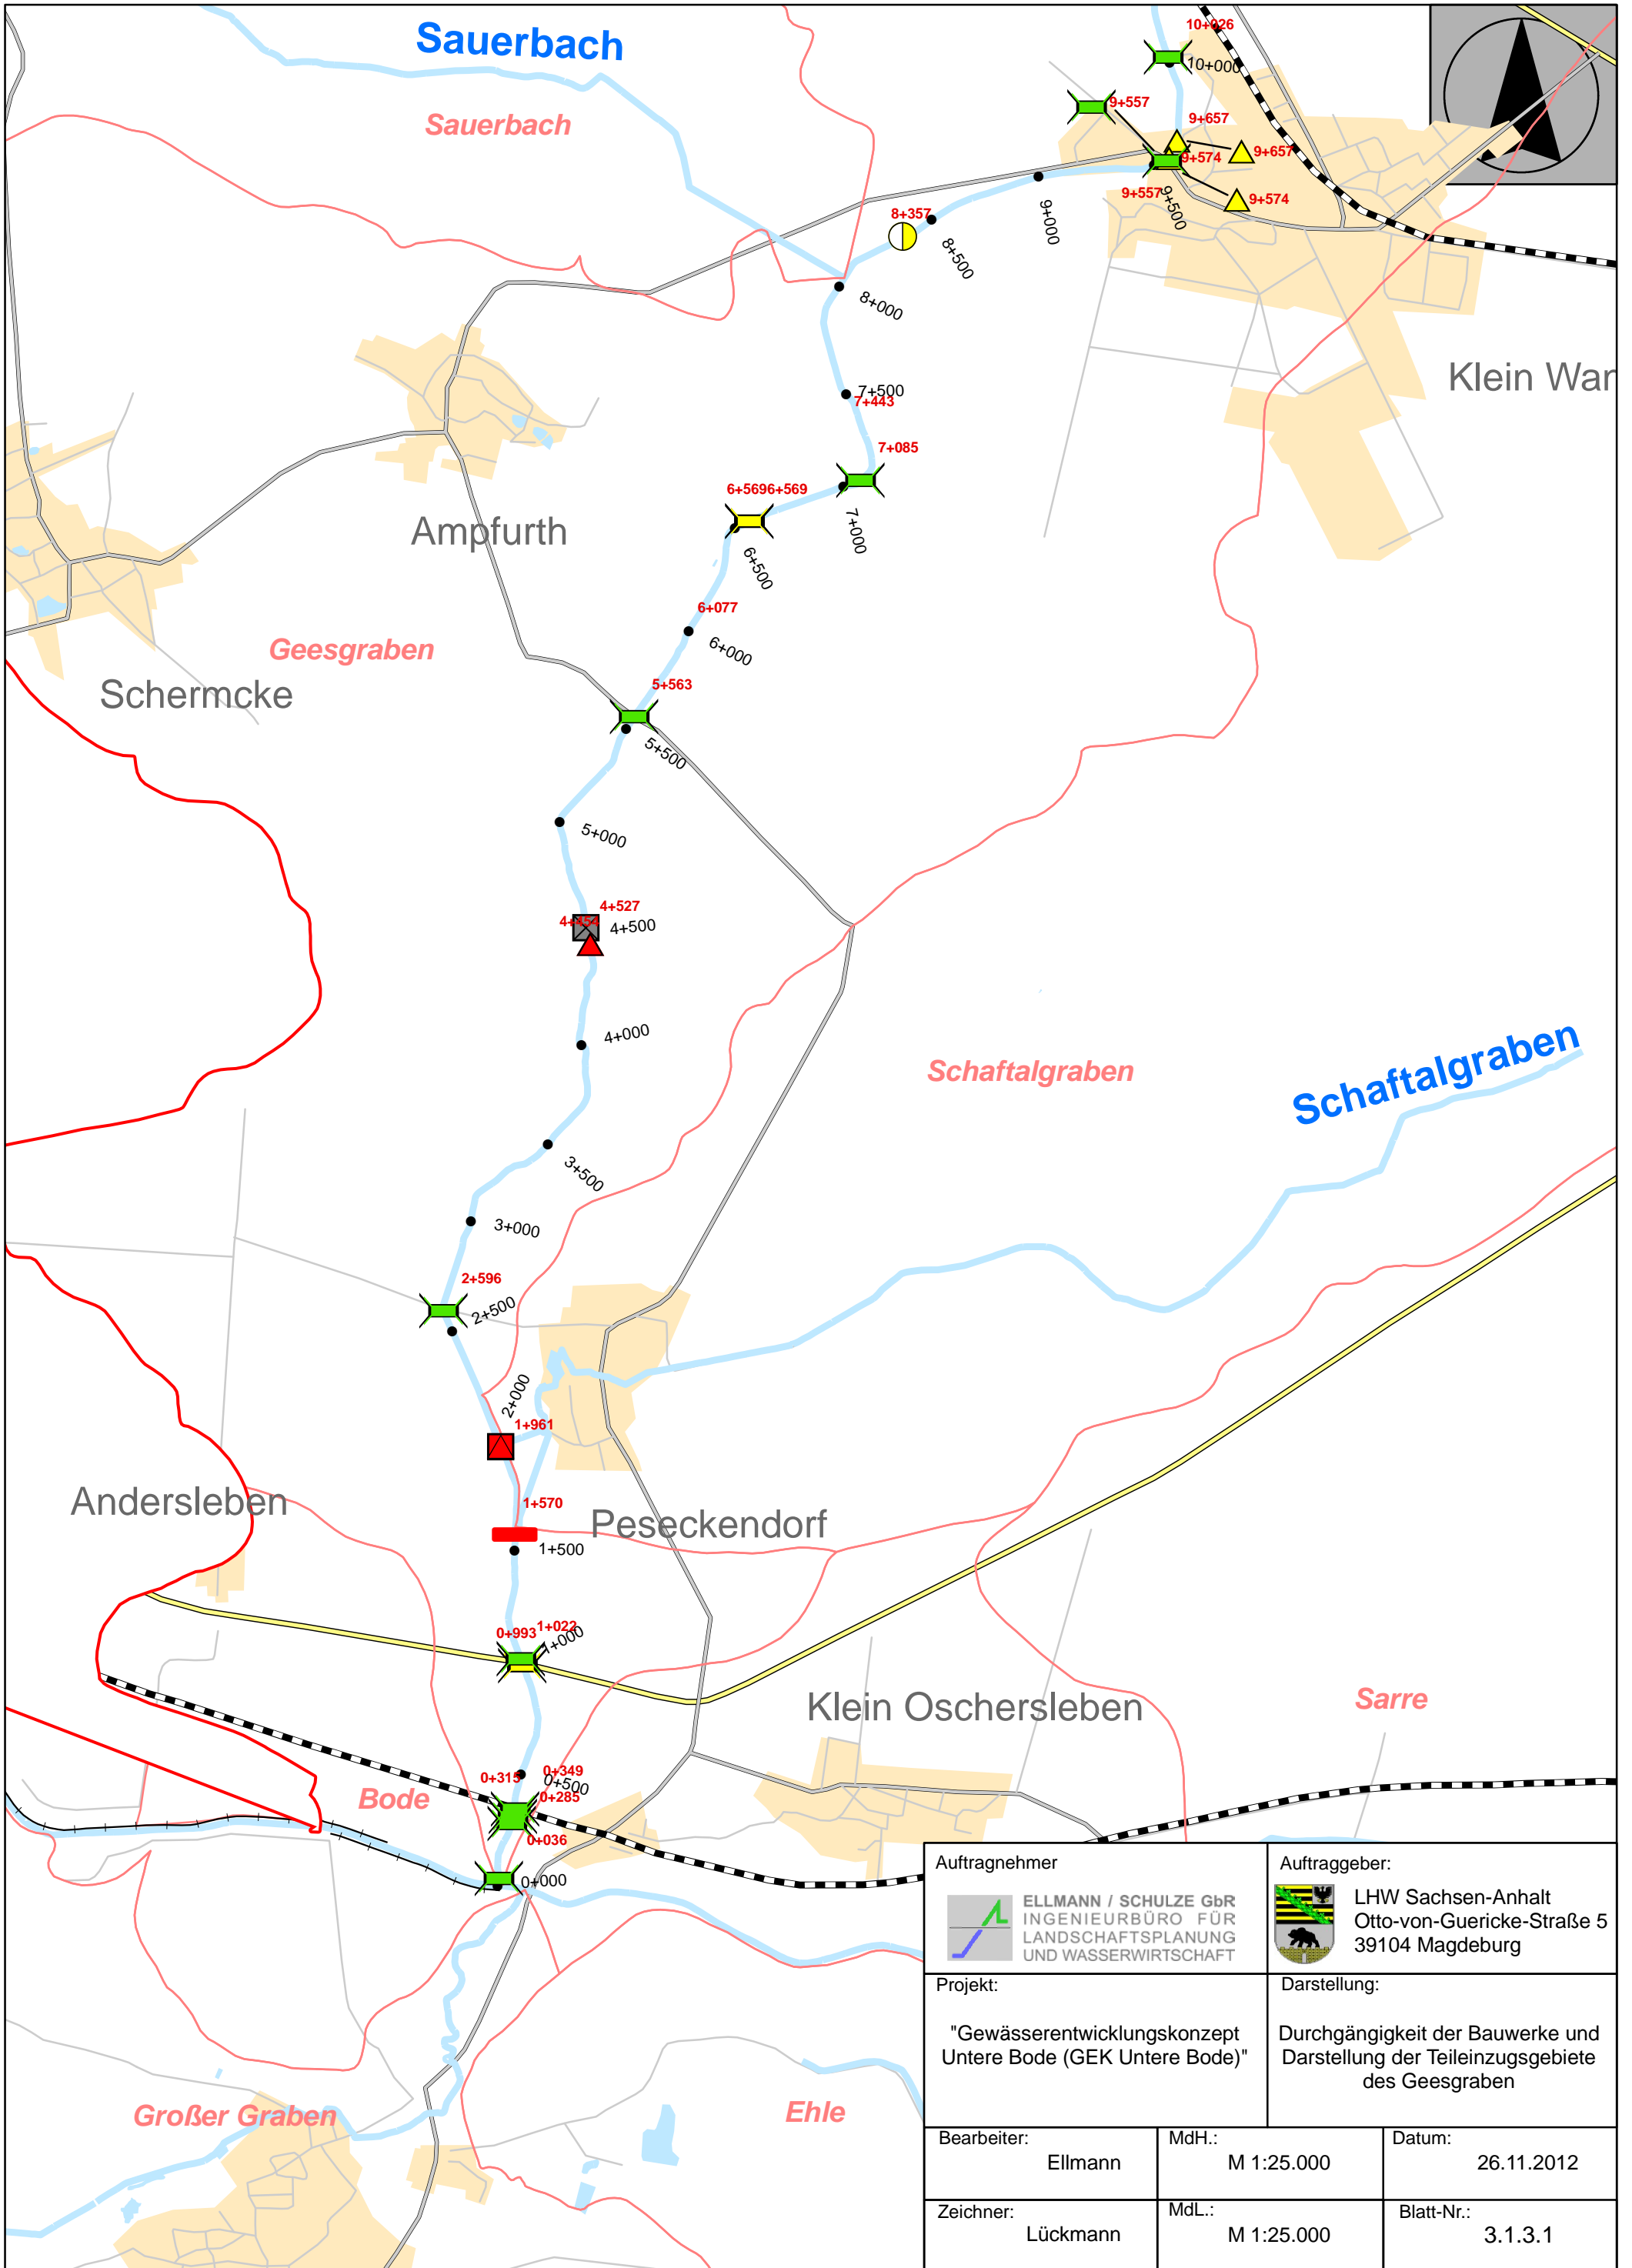 Sauerbach
Sauerbach
10+026
10+000
9+557
9+657
9+574
9+657
9+557
9+500
9+574
8+357
8+500
9+000
8+000
Klein War
7+500
7+443
7+085
6+5696+569
7+000
6+500
Ampfurth
6+077
6+000
Geesgraben
Schermcke
5+563
5+500
5+000
4+527
4+454
4+500
4+000
Schaftalgraben
Schaftalgraben
3+500
3+000
2+596
2+500
2+000
1+961
Andersleben
1+570
Peseckendorf
1+500
0+993
1+022
1+000
Klein Oschersleben
Sarre
0+315
0+349
0+500
0+285
Bode
0+036
0+000
Großer Graben
Ehle
Auftragnehmer
ELLMANN / SCHULZE GbR
INGENIEURBÜRO FÜR
LANDSCHAFTSPLANUNG
UND WASSERWIRTSCHAFT
Auftraggeber:
LHW Sachsen-Anhalt
Otto-von-Guericke-Straße 5
39104 Magdeburg
Projekt:
"Gewässerentwicklungskonzept
Untere Bode (GEK Untere Bode)"
Darstellung:
Durchgängigkeit der Bauwerke und
Darstellung der Teileinzugsgebiete
des Geesgraben
Bearbeiter:
Ellmann
MdH.:
M 1:25.000
Datum:
26.11.2012
Zeichner:
Lückmann
MdL.:
M 1:25.000
Blatt-Nr.:
3.1.3.1